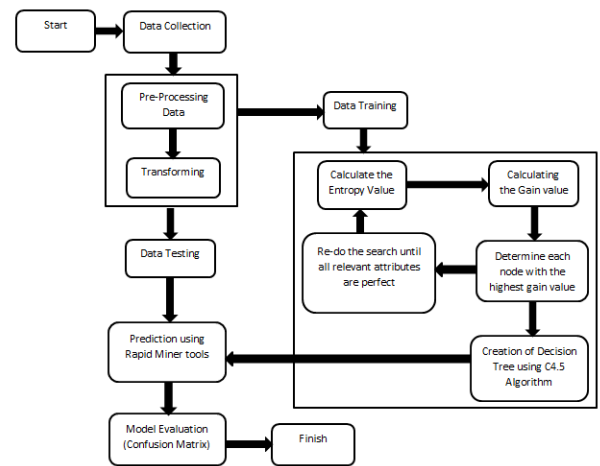 Start
Data Collection
Pre-Processing
Data
Data Training
Transforming
Calculate the
Entropy Value
Calculating
the Gain value
Re-do the search until
all relevant attributes
are perfect
Determine each
node with the
highest gain value
Data Testing
Prediction using
Rapid Miner tools
Creation of Decision
Tree using C4.5
Algorithm
Model Evaluation
(Confusion Matrix)
Finish